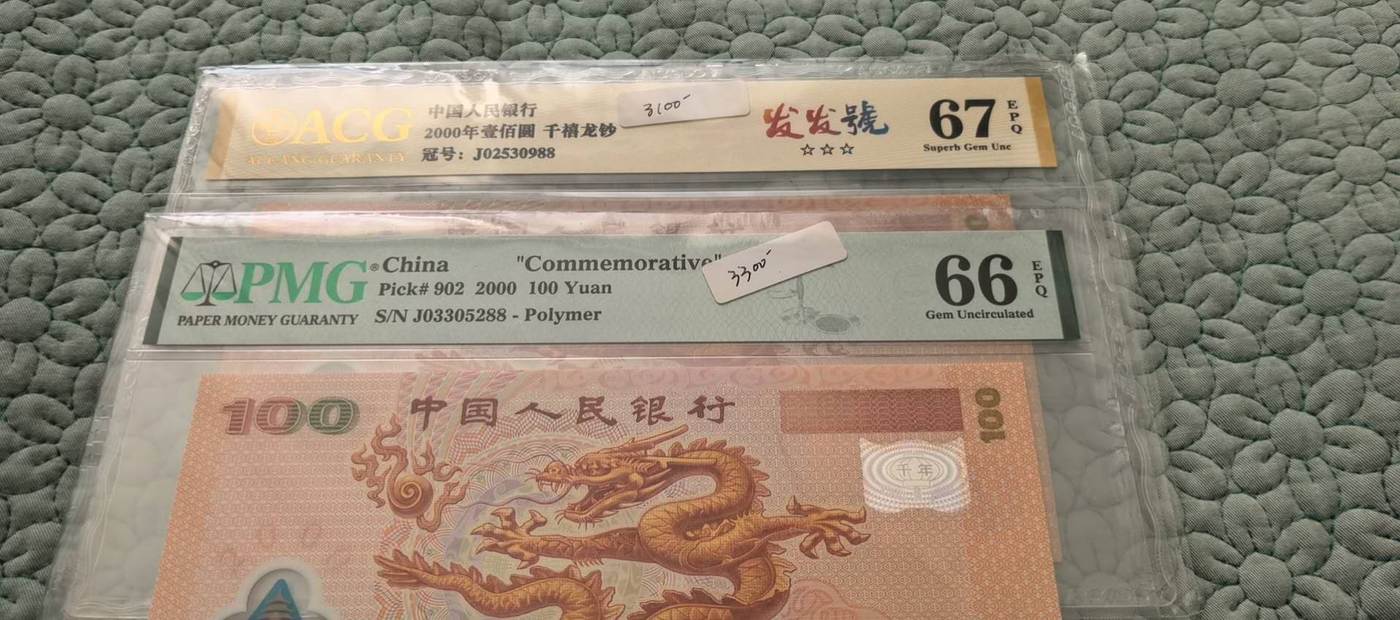 ACG
AI CANG GUARANTY
中国人民银行
2000年壹佰圆 千禧龙钞
冠号：J02530988
3100-
发发號
☆☆☆
67
EPQ
Superb Gem Unc
PMG®
PAPER MONEY GUARANTY
China "Commemorative"
Pick# 902 2000 100 Yuan
S/N J03305288 - Polymer
3300-
66
EPQ
Gem Uncirculated
100
中国人民银行
100
千年